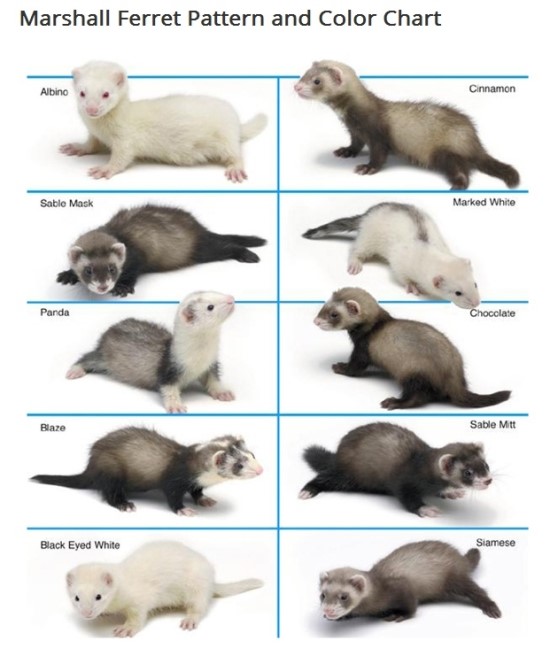 Marshall Ferret Pattern and Color Chart
Albino
Cinnamon
Sable Mask
Marked White
Panda
Chocolate
Blaze
Sable Mitt
Black Eyed White
Siamese